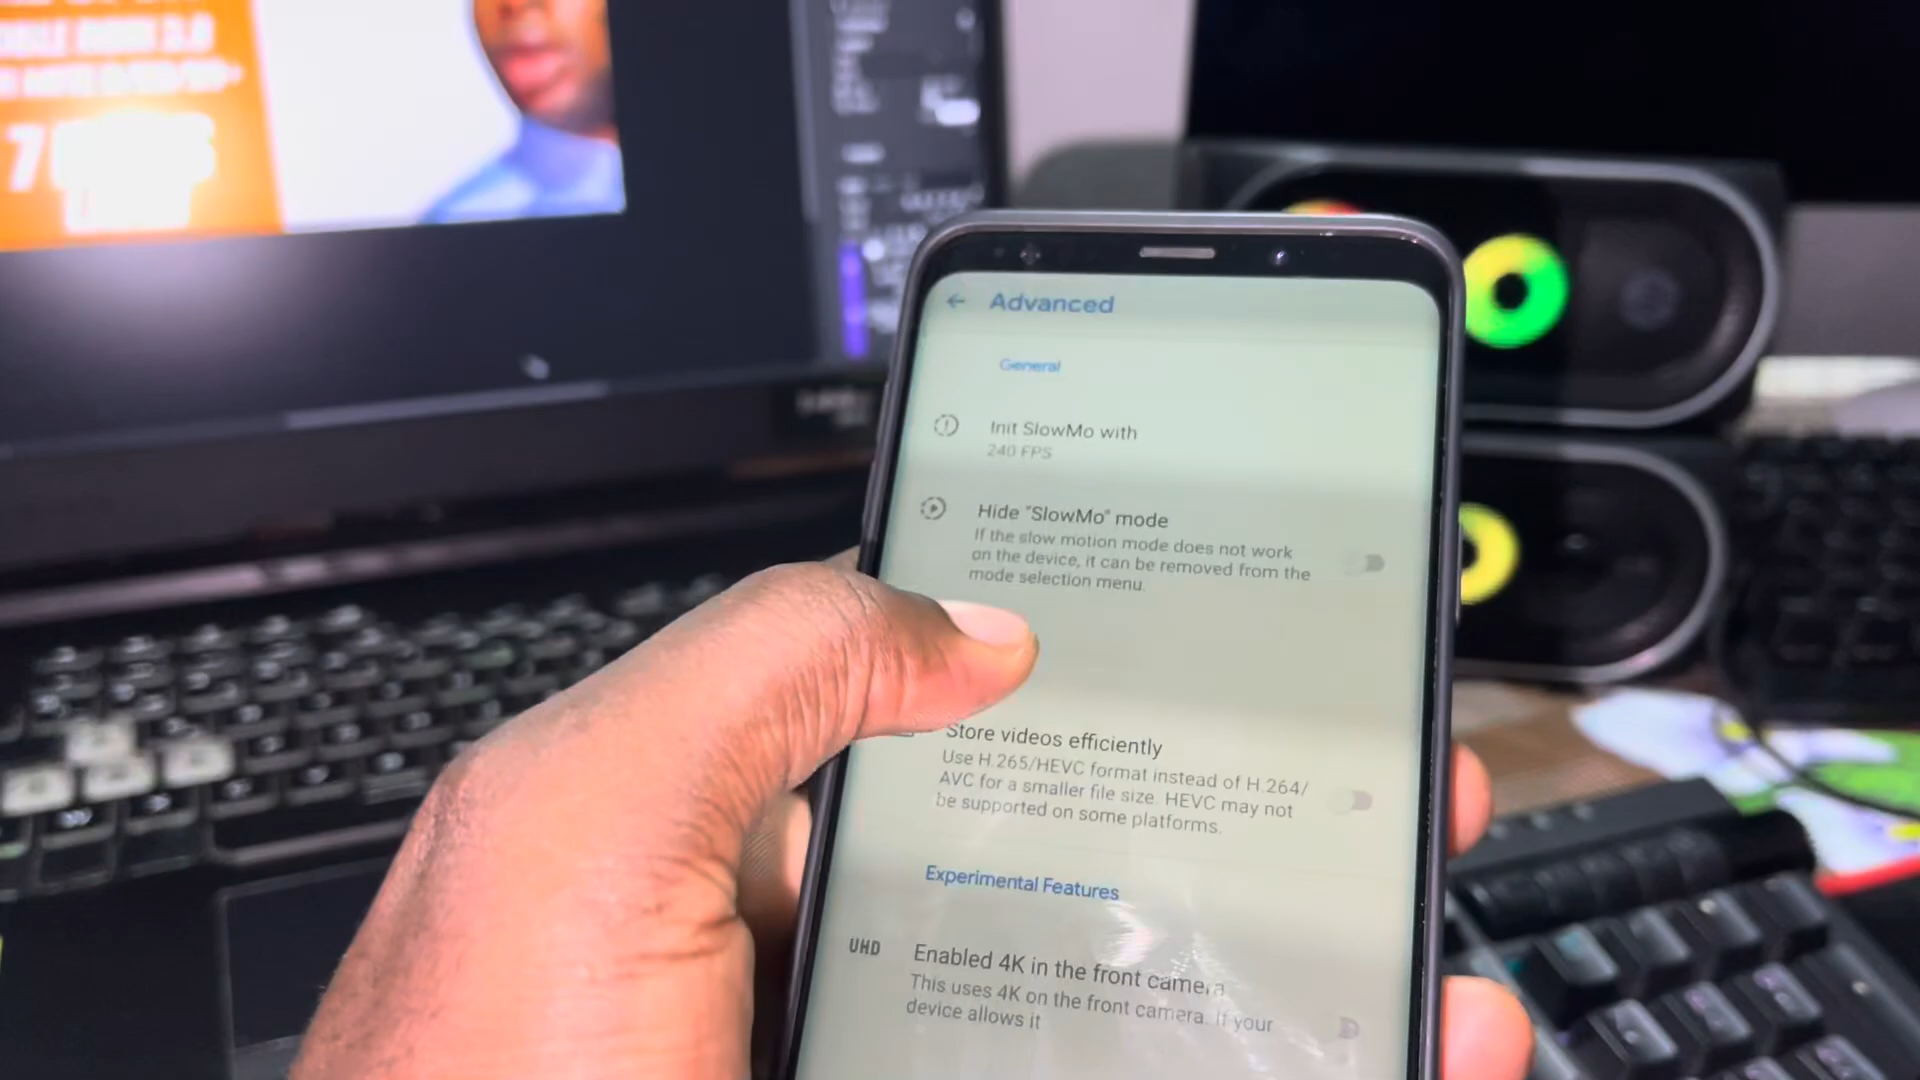 Advanced
General
Init SlowMo with
240 FPS
Hide "SlowMo" mode
If the slow motion mode does not work
on the device, it can be removed from the
mode selection menu.
Store videos efficiently
Use H.265/HEVC format instead of H.264/
AVC for a smaller file size. HEVC may not
be supported on some platforms.
Experimental Features
UHD
Enabled 4K in the front camera
This uses 4K on the front camera. If your
device allows it